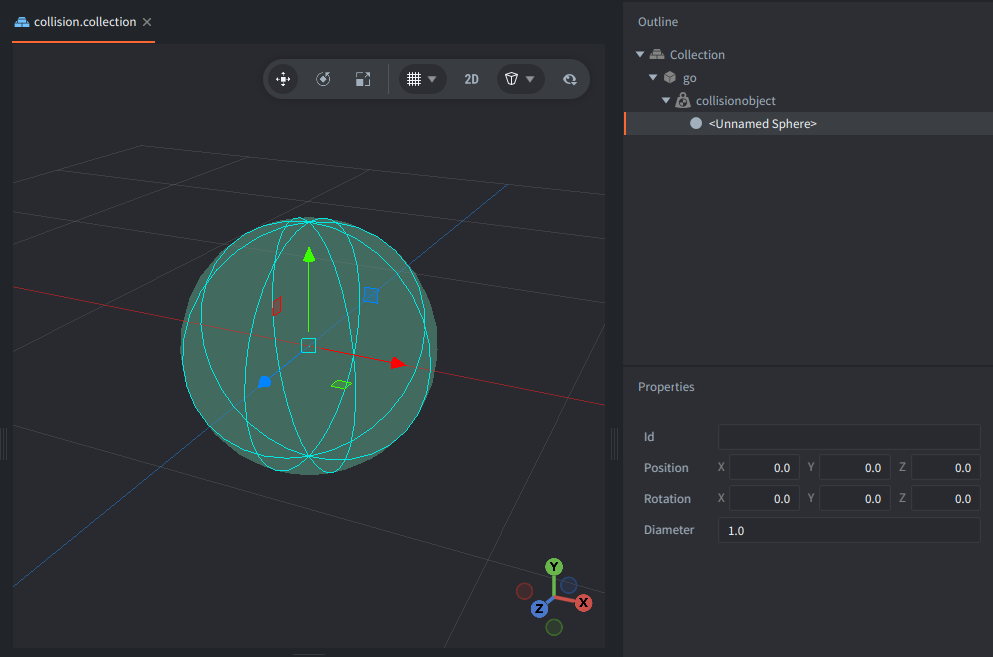 collision.collection
2D
Y
X
Z
Outline
Collection
go
collisionobject
<Unnamed Sphere>
Properties
Id
Position X 0.0 Y 0.0 Z 0.0
Rotation X 0.0 Y 0.0 Z 0.0
Diameter 1.0